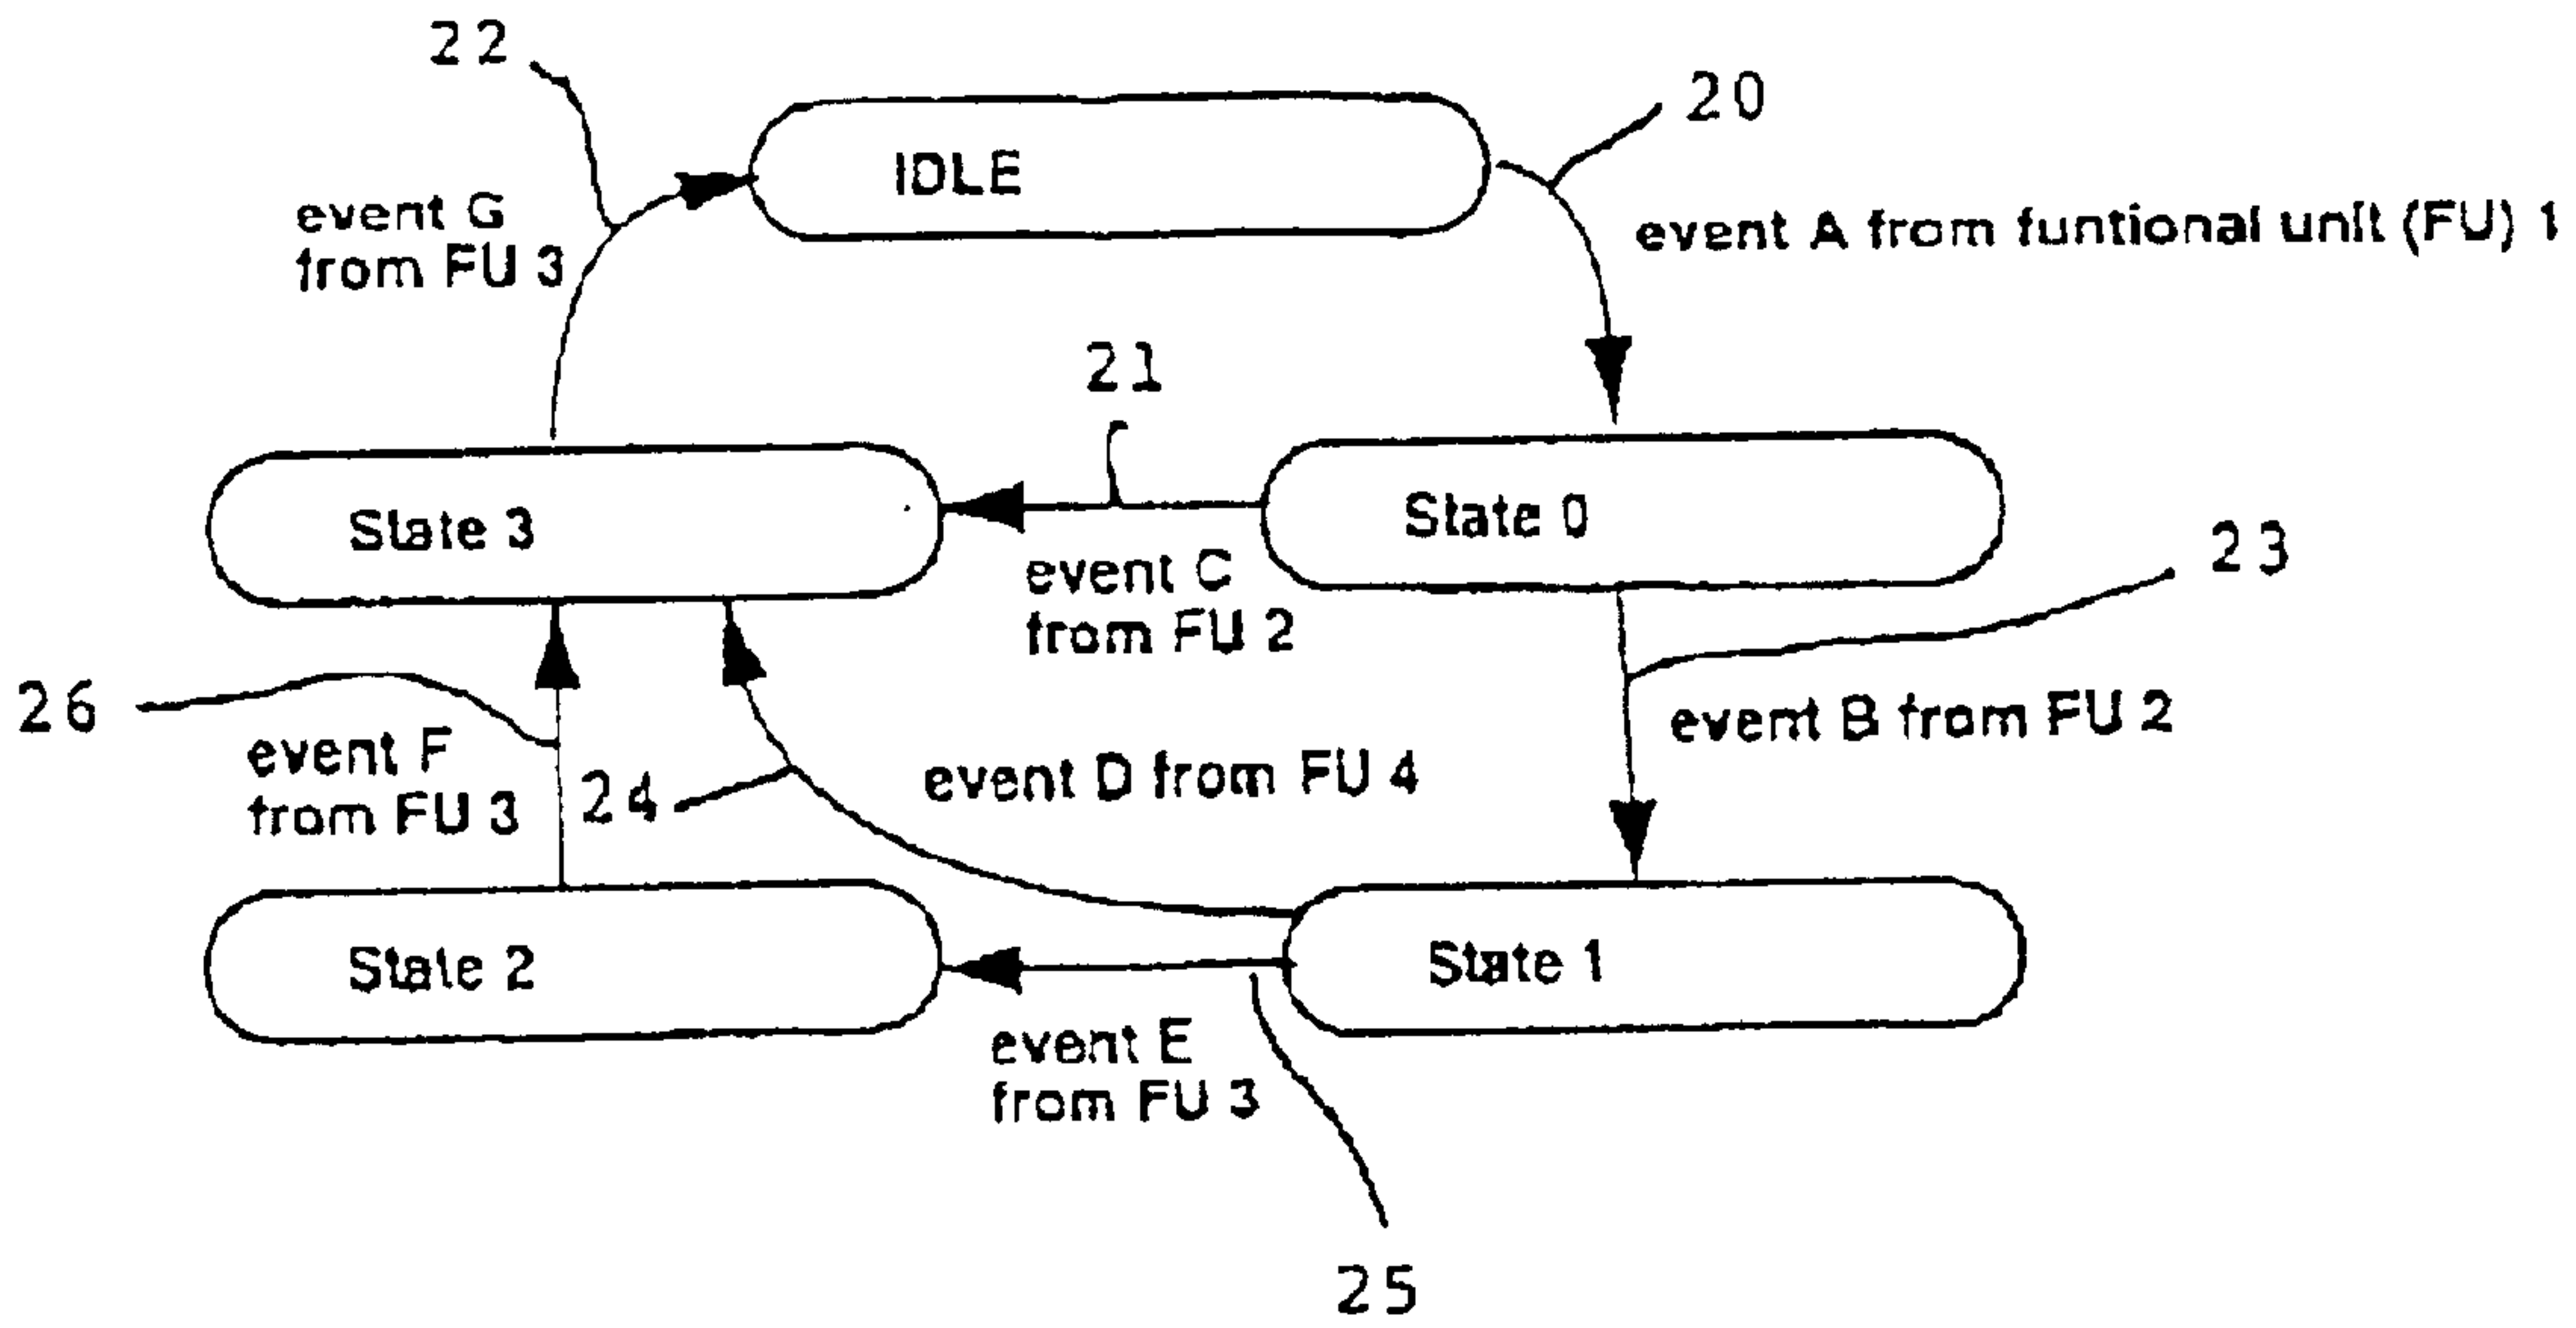 22
20
IDLE
event G
from FU 3
event A from funtional unit (FU) 1
21
State 3
State 0
event C
from FU 2
23
26
event B from FU 2
event F
from FU 3
24
event D from FU 4
State 2
State 1
event E
from FU 3
25